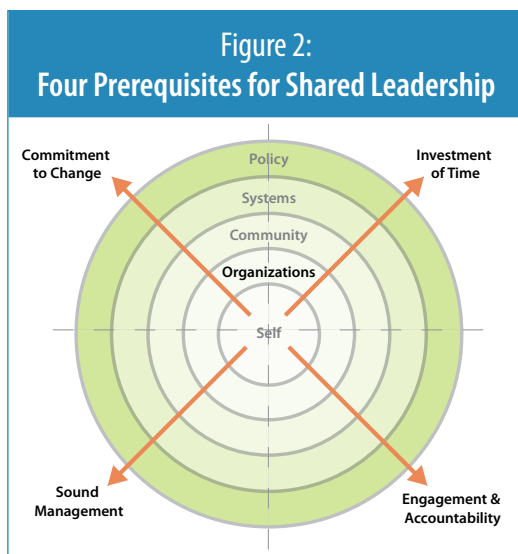 Figure 2:
Four Prerequisites for Shared Leadership
Commitment
to Change
Policy
Investment
of Time
Systems
Community
Organizations
Self
Sound
Management
Engagement &
Accountability